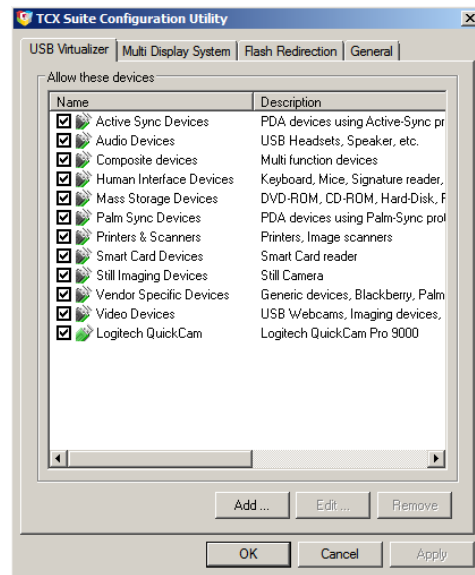 TCX Suite Configuration Utility
USB Virtualizer Multi Display System Flash Redirection General
Allow these devices
Name Description
Active Sync Devices PDA devices using Active-Sync pr
Audio Devices USB Headsets, Speaker, etc.
Composite devices Multi function devices
Human Interface Devices Keyboard, Mice, Signature reader,
Mass Storage Devices DVD-ROM, CD-ROM, Hard-Disk, F
Palm Sync Devices PDA devices using Palm-Sync prot
Printers & Scanners Printers, Image scanners
Smart Card Devices Smart Card reader
Still Imaging Devices Still Camera
Vendor Specific Devices Generic devices, Blackberry, Palm
Video Devices USB Webcams, Imaging devices,
Logitech QuickCam Logitech QuickCam Pro 9000
Add ... Edit ... Remove
OK Cancel Apply